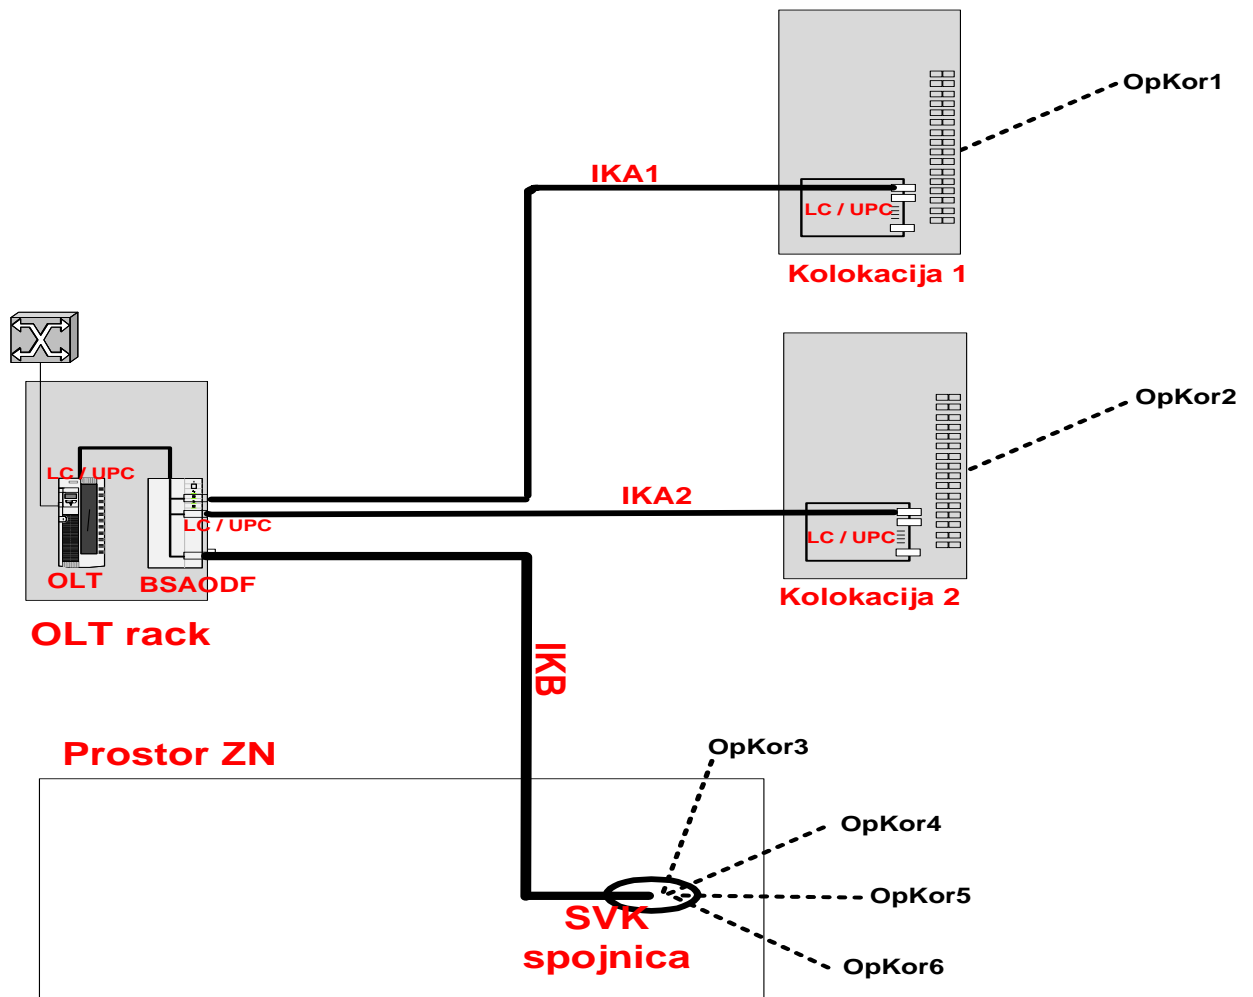 OpKor1
IKA1
LC / UPC
Kolokacija 1
OpKor2
LC / UPC
IKA2
LC / UPC
LC / UPC
OLT
BSAODF
Kolokacija 2
OLT rack
IKB
Prostor ZN
OpKor3
OpKor4
OpKor5
SVK
spojnica
OpKor6